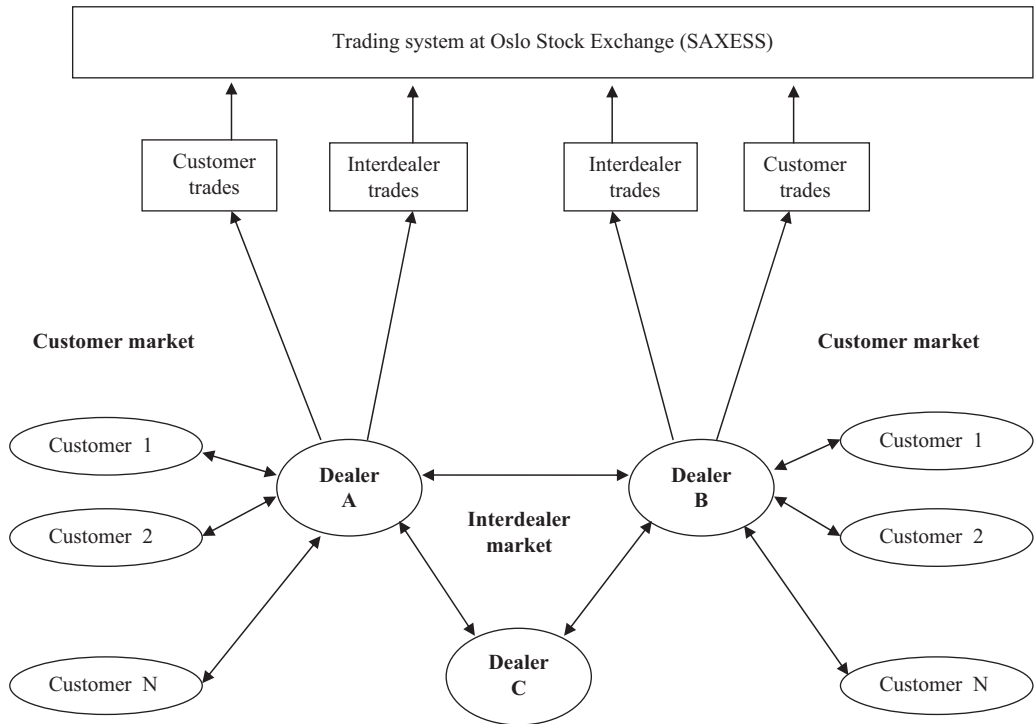 Trading system at Oslo Stock Exchange (SAXESS)
Customer
trades
Interdealer
trades
Interdealer
trades
Customer
trades
Customer market
Customer market
Customer 1
Customer 2
Customer N
Dealer
A
Interdealer
market
Dealer
B
Dealer
C
Customer 1
Customer 2
Customer N